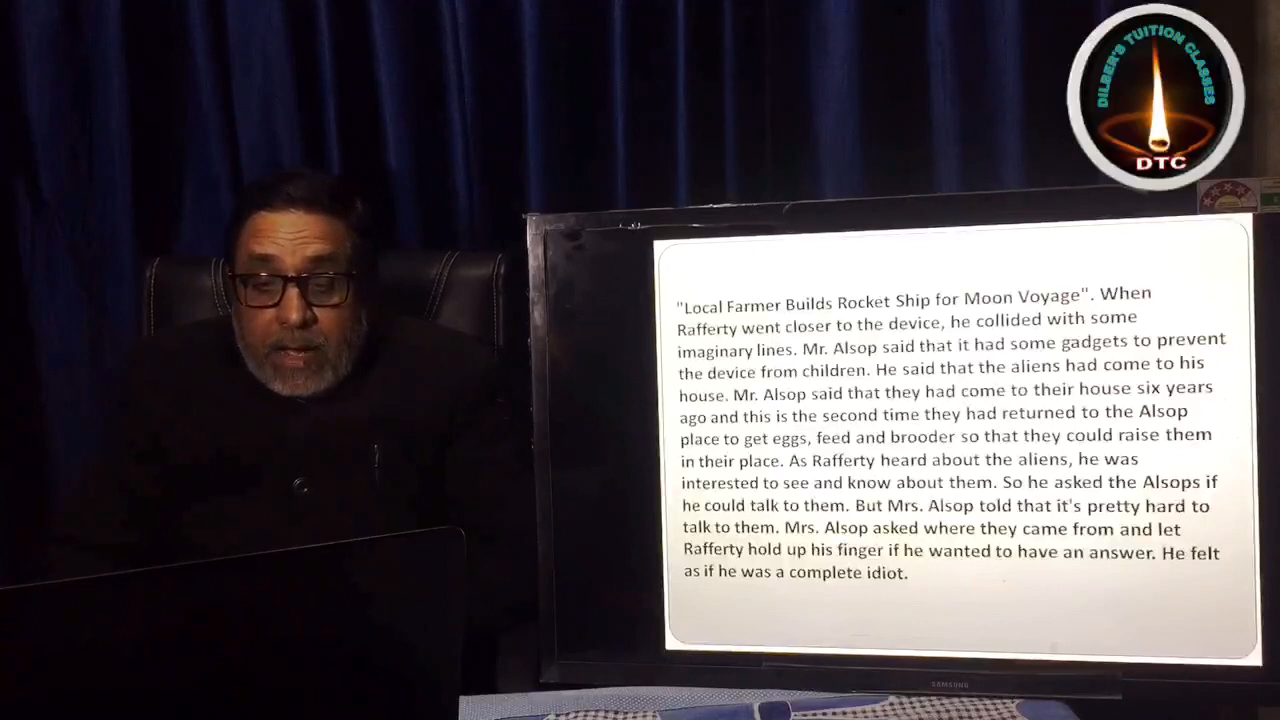 DILBER'S TUITION CLASSES
DTC
"Local Farmer Builds Rocket Ship for Moon Voyage". When
Rafferty went closer to the device, he collided with some
imaginary lines. Mr. Alsop said that it had some gadgets to prevent
the device from children. He said that the aliens had come to his
house. Mr. Alsop said that they had come to their house six years
ago and this is the second time they had returned to the Alsop
place to get eggs, feed and brooder so that they could raise them
in their place. As Rafferty heard about the aliens, he was
interested to see and know about them. So he asked the Alsops if
he could talk to them. But Mrs. Alsop told that it's pretty hard to
talk to them. Mrs. Alsop asked where they came from and let
Rafferty hold up his finger if he wanted to have an answer. He felt
as if he was a complete idiot.
SAMSUNG